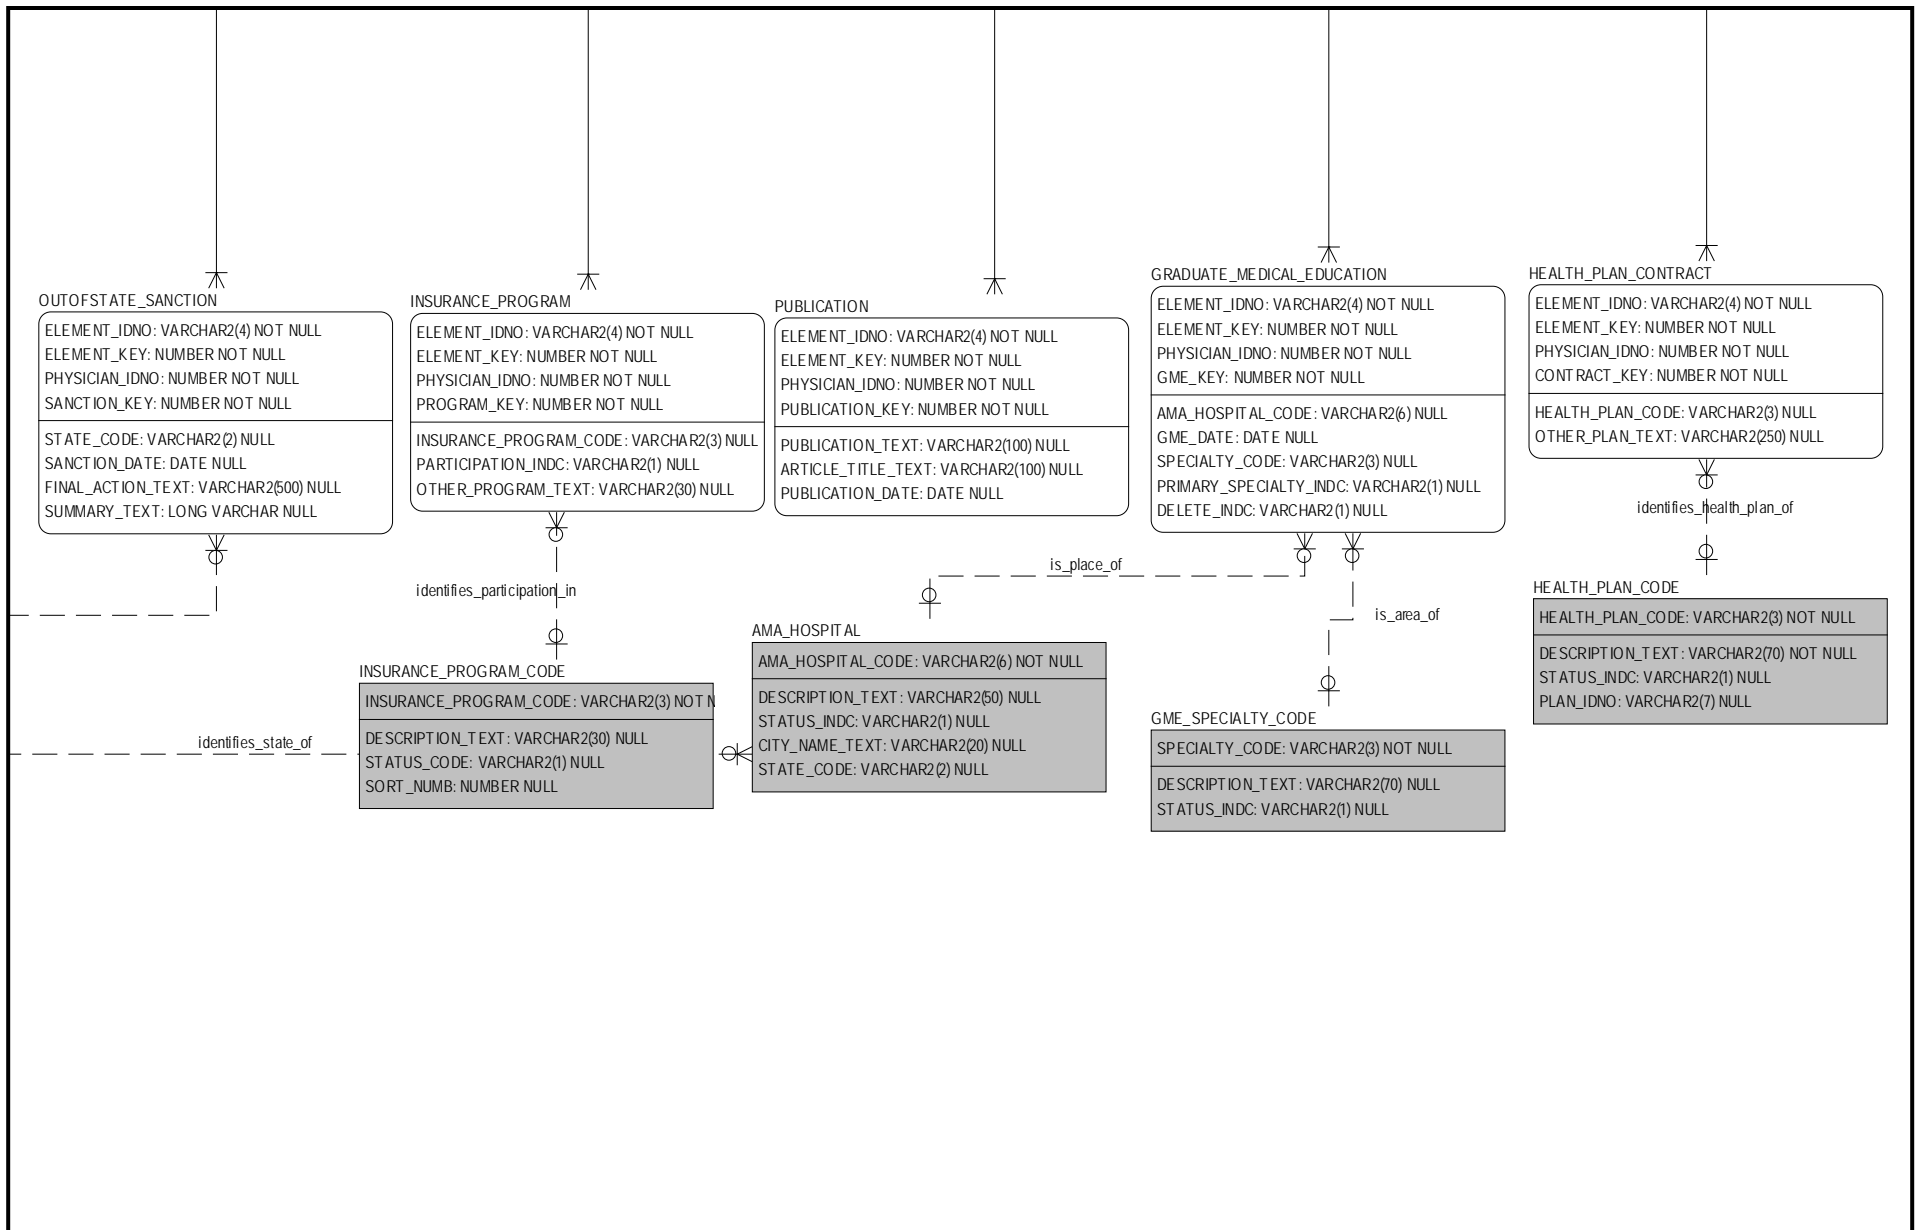 OUTOFSTATE_SANCTION
ELEMENT_IDNO: VARCHAR2(4) NOT NULL
ELEMENT_KEY: NUMBER NOT NULL
PHYSICIAN_IDNO: NUMBER NOT NULL
SANCTION_KEY: NUMBER NOT NULL
STATE_CODE: VARCHAR2(2) NULL
SANCTION_DATE: DATE NULL
FINAL_ACTION_TEXT: VARCHAR2(500) NULL
SUMMARY_TEXT: LONG VARCHAR NULL
INSURANCE_PROGRAM
ELEMENT_IDNO: VARCHAR2(4) NOT NULL
ELEMENT_KEY: NUMBER NOT NULL
PHYSICIAN_IDNO: NUMBER NOT NULL
PROGRAM_KEY: NUMBER NOT NULL
INSURANCE_PROGRAM_CODE: VARCHAR2(3) NULL
PARTICIPATION_INDC: VARCHAR2(1) NULL
OTHER_PROGRAM_TEXT: VARCHAR2(30) NULL
PUBLICATION
ELEMENT_IDNO: VARCHAR2(4) NOT NULL
ELEMENT_KEY: NUMBER NOT NULL
PHYSICIAN_IDNO: NUMBER NOT NULL
PUBLICATION_KEY: NUMBER NOT NULL
PUBLICATION_TEXT: VARCHAR2(100) NULL
ARTICLE_TITLE_TEXT: VARCHAR2(100) NULL
PUBLICATION_DATE: DATE NULL
GRADUATE_MEDICAL_EDUCATION
ELEMENT_IDNO: VARCHAR2(4) NOT NULL
ELEMENT_KEY: NUMBER NOT NULL
PHYSICIAN_IDNO: NUMBER NOT NULL
GME_KEY: NUMBER NOT NULL
AMA_HOSPITAL_CODE: VARCHAR2(6) NULL
GME_DATE: DATE NULL
SPECIALTY_CODE: VARCHAR2(3) NULL
PRIMARY_SPECIALTY_INDC: VARCHAR2(1) NULL
DELETE_INDC: VARCHAR2(1) NULL
HEALTH_PLAN_CONTRACT
ELEMENT_IDNO: VARCHAR2(4) NOT NULL
ELEMENT_KEY: NUMBER NOT NULL
PHYSICIAN_IDNO: NUMBER NOT NULL
CONTRACT_KEY: NUMBER NOT NULL
HEALTH_PLAN_CODE: VARCHAR2(3) NULL
OTHER_PLAN_TEXT: VARCHAR2(250) NULL
identifies_health_plan_of
is_place_of
identifies_participation_in
is_area_of
HEALTH_PLAN_CODE
HEALTH_PLAN_CODE: VARCHAR2(3) NOT NULL
DESCRIPTION_TEXT: VARCHAR2(70) NOT NULL
STATUS_INDC: VARCHAR2(1) NULL
PLAN_IDNO: VARCHAR2(7) NULL
AMA_HOSPITAL
AMA_HOSPITAL_CODE: VARCHAR2(6) NOT NULL
DESCRIPTION_TEXT: VARCHAR2(50) NULL
STATUS_INDC: VARCHAR2(1) NULL
CITY_NAME_TEXT: VARCHAR2(20) NULL
STATE_CODE: VARCHAR2(2) NULL
INSURANCE_PROGRAM_CODE
INSURANCE_PROGRAM_CODE: VARCHAR2(3) NOT N
DESCRIPTION_TEXT: VARCHAR2(30) NULL
STATUS_CODE: VARCHAR2(1) NULL
SORT_NUMB: NUMBER NULL
identifies_state_of
GME_SPECIALTY_CODE
SPECIALTY_CODE: VARCHAR2(3) NOT NULL
DESCRIPTION_TEXT: VARCHAR2(70) NULL
STATUS_INDC: VARCHAR2(1) NULL